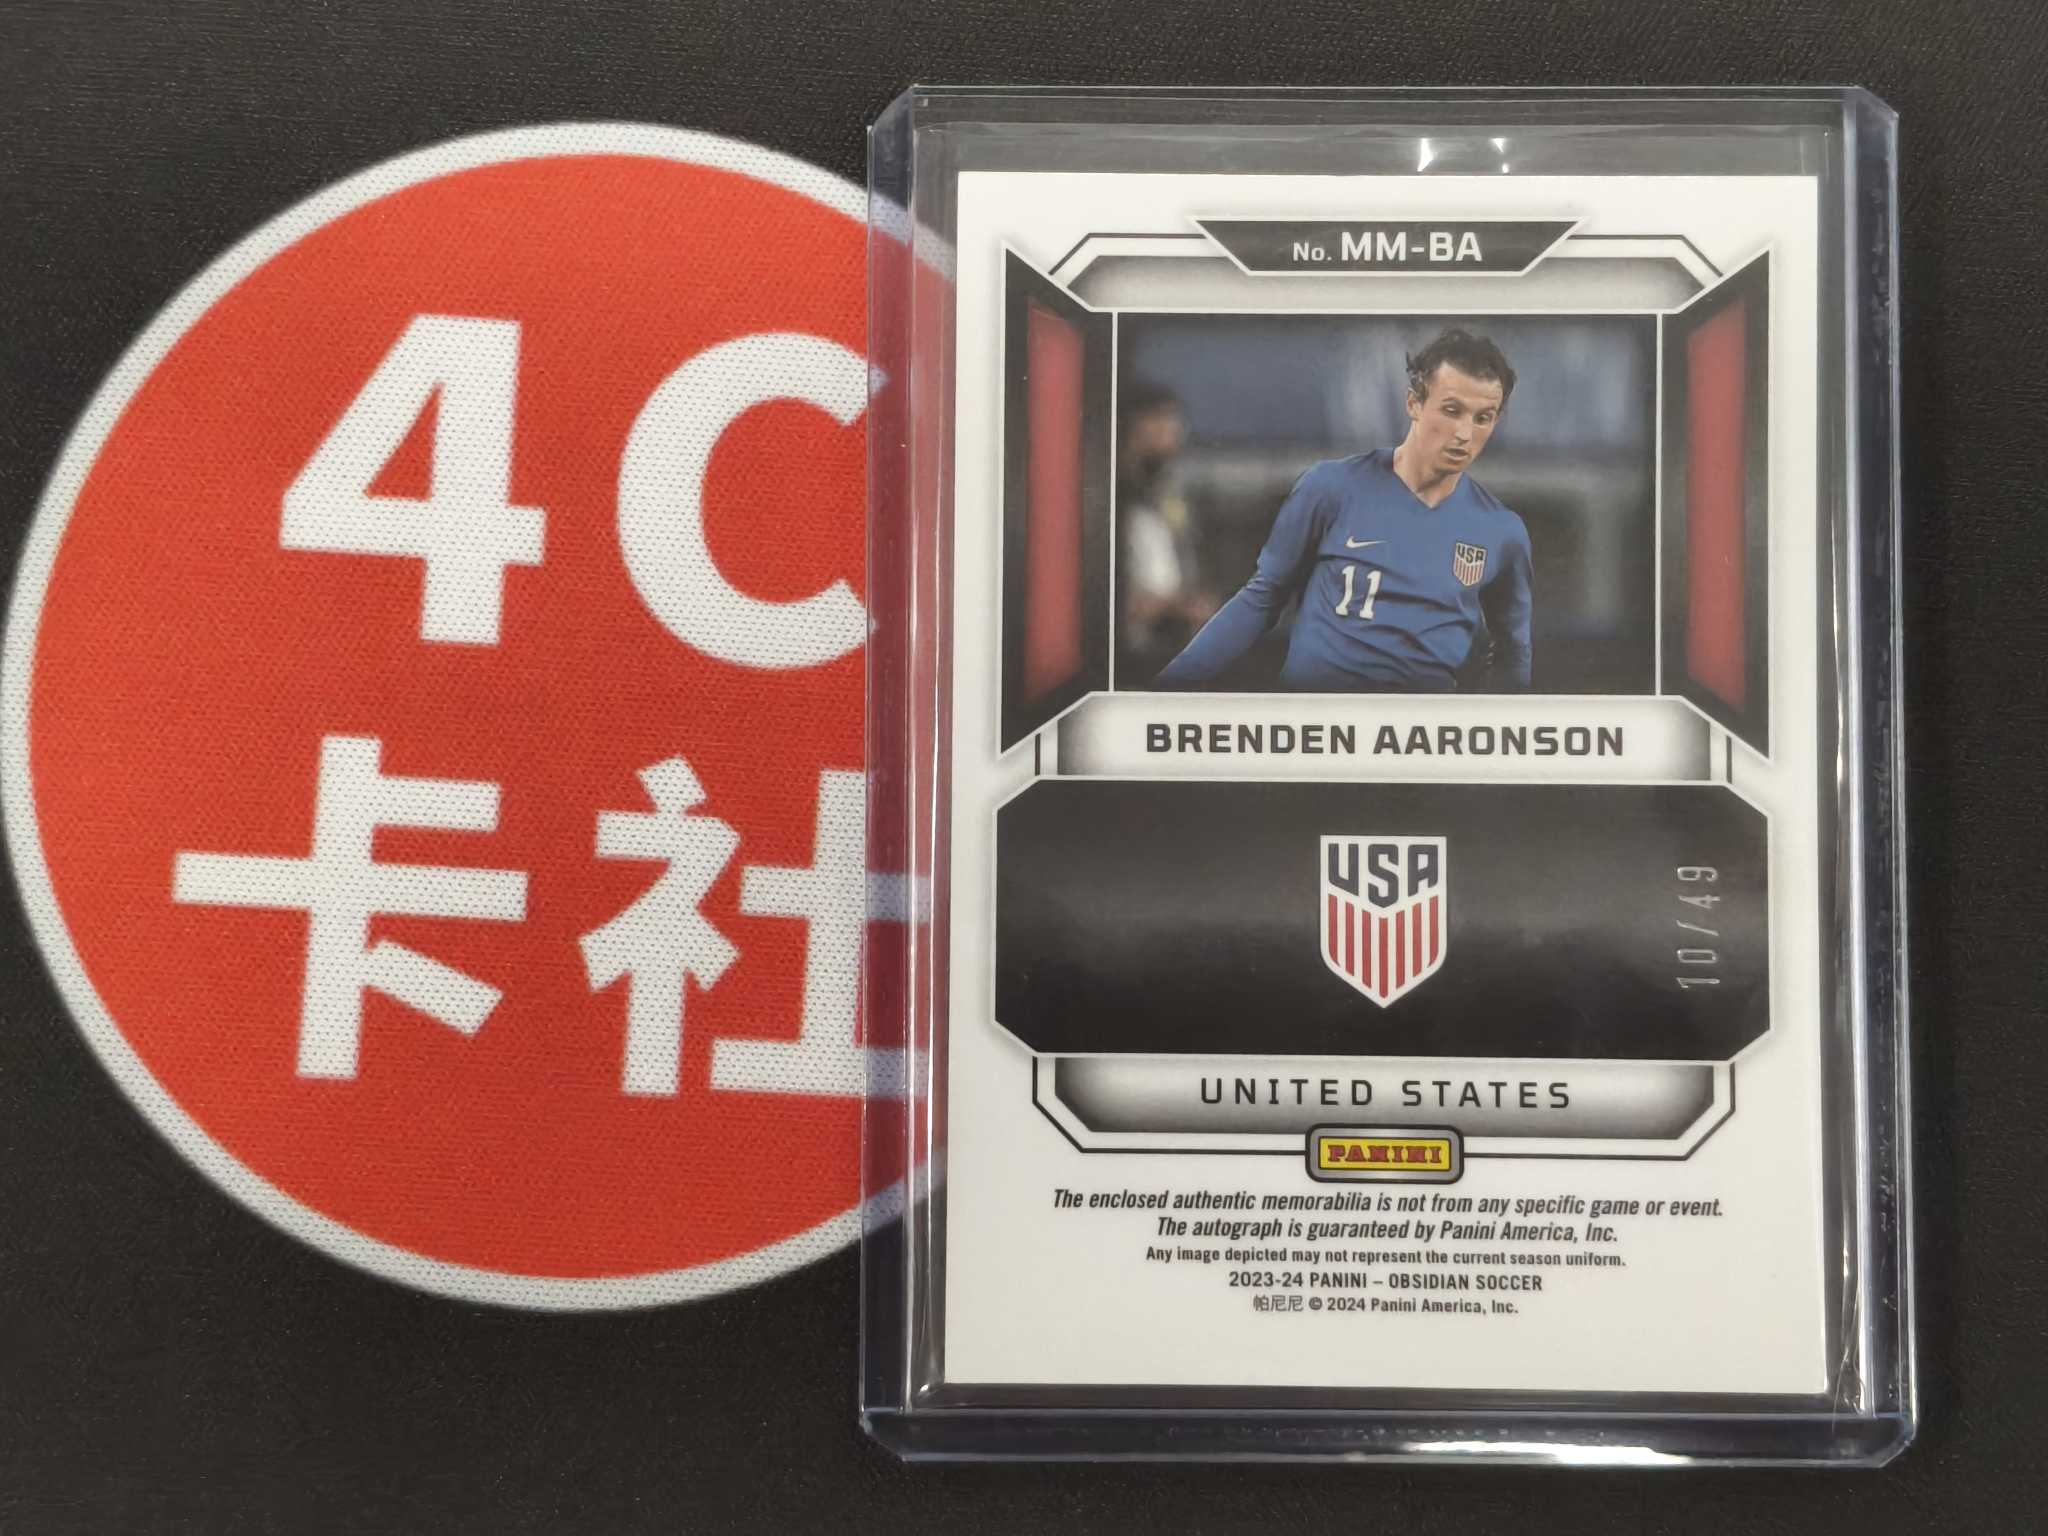 4C
卡社
No. MM-BA
11
USA
BRENDEN AARONSON
USA
10/49
UNITED STATES
PANINI
The enclosed authentic memorabilia is not from any specific game or event.
The autograph is guaranteed by Panini America, Inc.
Any image depicted may not represent the current season uniform.
2023-24 PANINI – OBSIDIAN SOCCER
帕尼尼 © 2024 Panini America, Inc.